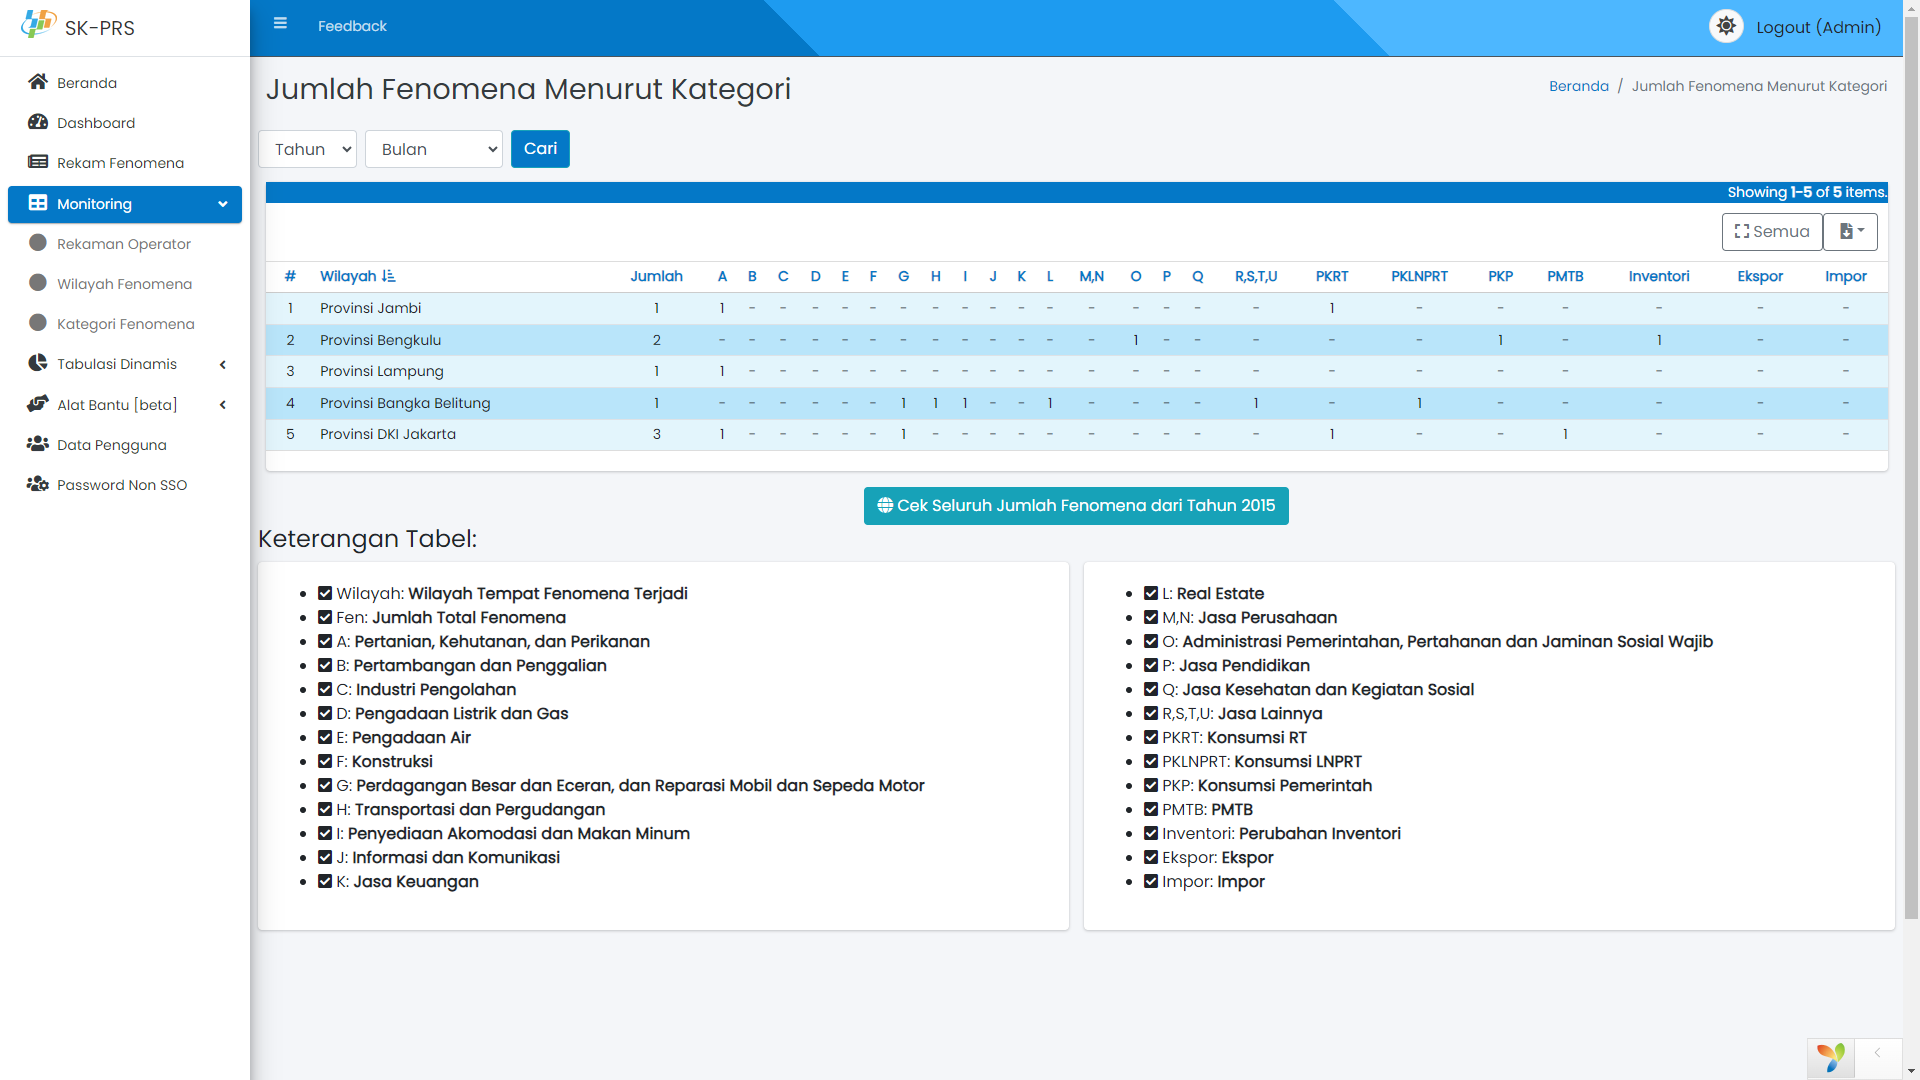 SK-PRS
Feedback
Logout (Admin)
Beranda
Dashboard
Rekam Fenomena
Monitoring
Rekaman Operator
Wilayah Fenomena
Kategori Fenomena
Tabulasi Dinamis
Alat Bantu [beta]
Data Pengguna
Password Non SSO
Jumlah Fenomena Menurut Kategori
Beranda / Jumlah Fenomena Menurut Kategori
Tahun Bulan Cari
Showing 1-5 of 5 items.
Semua
# Wilayah Jumlah A B C D E F G H I J K L M,N O P Q R,S,T,U PKRT PKLNPRT PKP PMTB Inventori Ekspor Impor
1 Provinsi Jambi 1 1 - - - - - - - - - - - - - - - - 1 - - - - - -
2 Provinsi Bengkulu 2 - - - - - - - - - - - - - 1 - - - - - 1 - 1 - -
3 Provinsi Lampung 1 1 - - - - - - - - - - - - - - - - - - - - - - -
4 Provinsi Bangka Belitung 1 - - - - - - 1 1 1 - - 1 - - - - 1 - 1 - - - - -
5 Provinsi DKI Jakarta 3 1 - - - - - 1 - - - - - - - - - - 1 - - 1 - - -
Cek Seluruh Jumlah Fenomena dari Tahun 2015
Keterangan Tabel:
Wilayah: Wilayah Tempat Fenomena Terjadi
Fen: Jumlah Total Fenomena
A: Pertanian, Kehutanan, dan Perikanan
B: Pertambangan dan Penggalian
C: Industri Pengolahan
D: Pengadaan Listrik dan Gas
E: Pengadaan Air
F: Konstruksi
G: Perdagangan Besar dan Eceran, dan Reparasi Mobil dan Sepeda Motor
H: Transportasi dan Pergudangan
I: Penyediaan Akomodasi dan Makan Minum
J: Informasi dan Komunikasi
K: Jasa Keuangan
L: Real Estate
M,N: Jasa Perusahaan
O: Administrasi Pemerintahan, Pertahanan dan Jaminan Sosial Wajib
P: Jasa Pendidikan
Q: Jasa Kesehatan dan Kegiatan Sosial
R,S,T,U: Jasa Lainnya
PKRT: Konsumsi RT
PKLNPRT: Konsumsi LNPRT
PKP: Konsumsi Pemerintah
PMTB: PMTB
Inventori: Perubahan Inventori
Ekspor: Ekspor
Impor: Impor